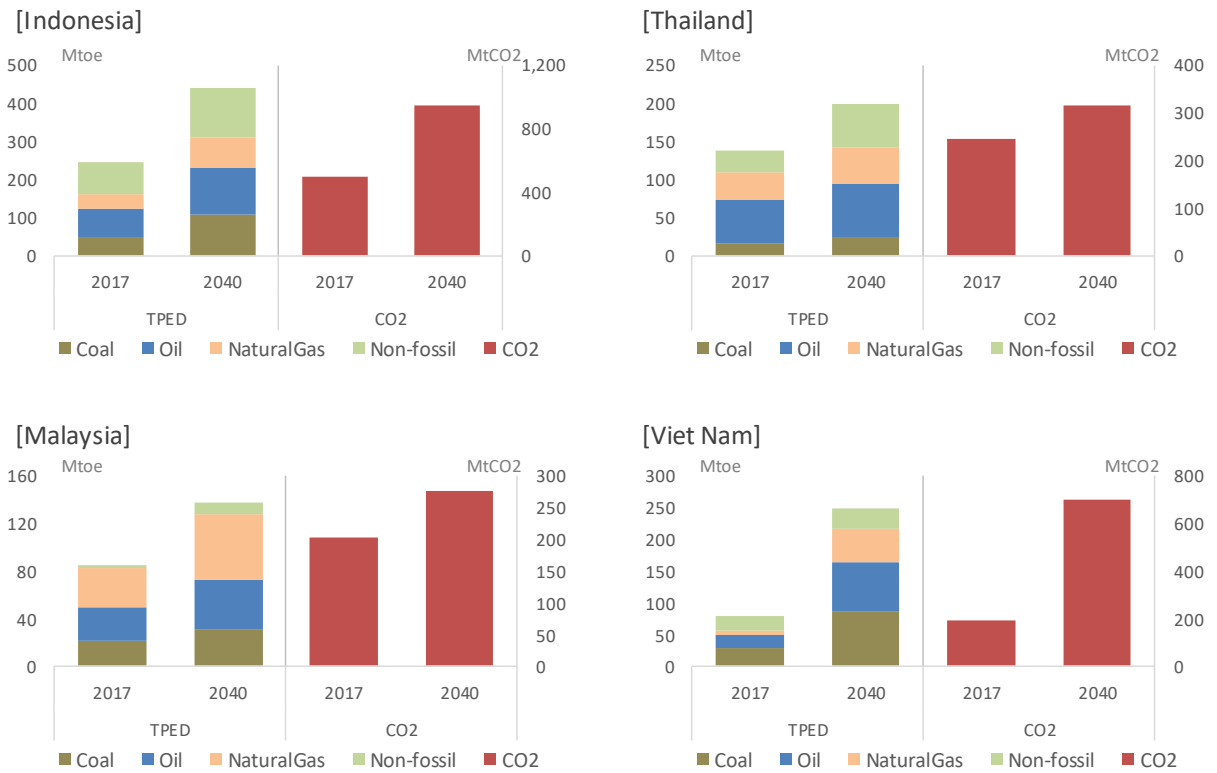 [Indonesia]
Mtoe
MtCO2
500
400
300
200
100
0
1,200
800
400
0
2017
2040
2017
2040
TPED
CO2
Coal
Oil
NaturalGas
Non-fossil
CO2
[Thailand]
Mtoe
MtCO2
250
200
150
100
50
0
400
300
200
100
0
2017
2040
2017
2040
TPED
CO2
Coal
Oil
NaturalGas
Non-fossil
CO2
[Malaysia]
Mtoe
MtCO2
160
120
80
40
0
300
250
200
150
100
50
0
2017
2040
2017
2040
TPED
CO2
Coal
Oil
NaturalGas
Non-fossil
CO2
[Viet Nam]
Mtoe
MtCO2
300
250
200
150
100
50
0
800
600
400
200
0
2017
2040
2017
2040
TPED
CO2
Coal
Oil
NaturalGas
Non-fossil
CO2